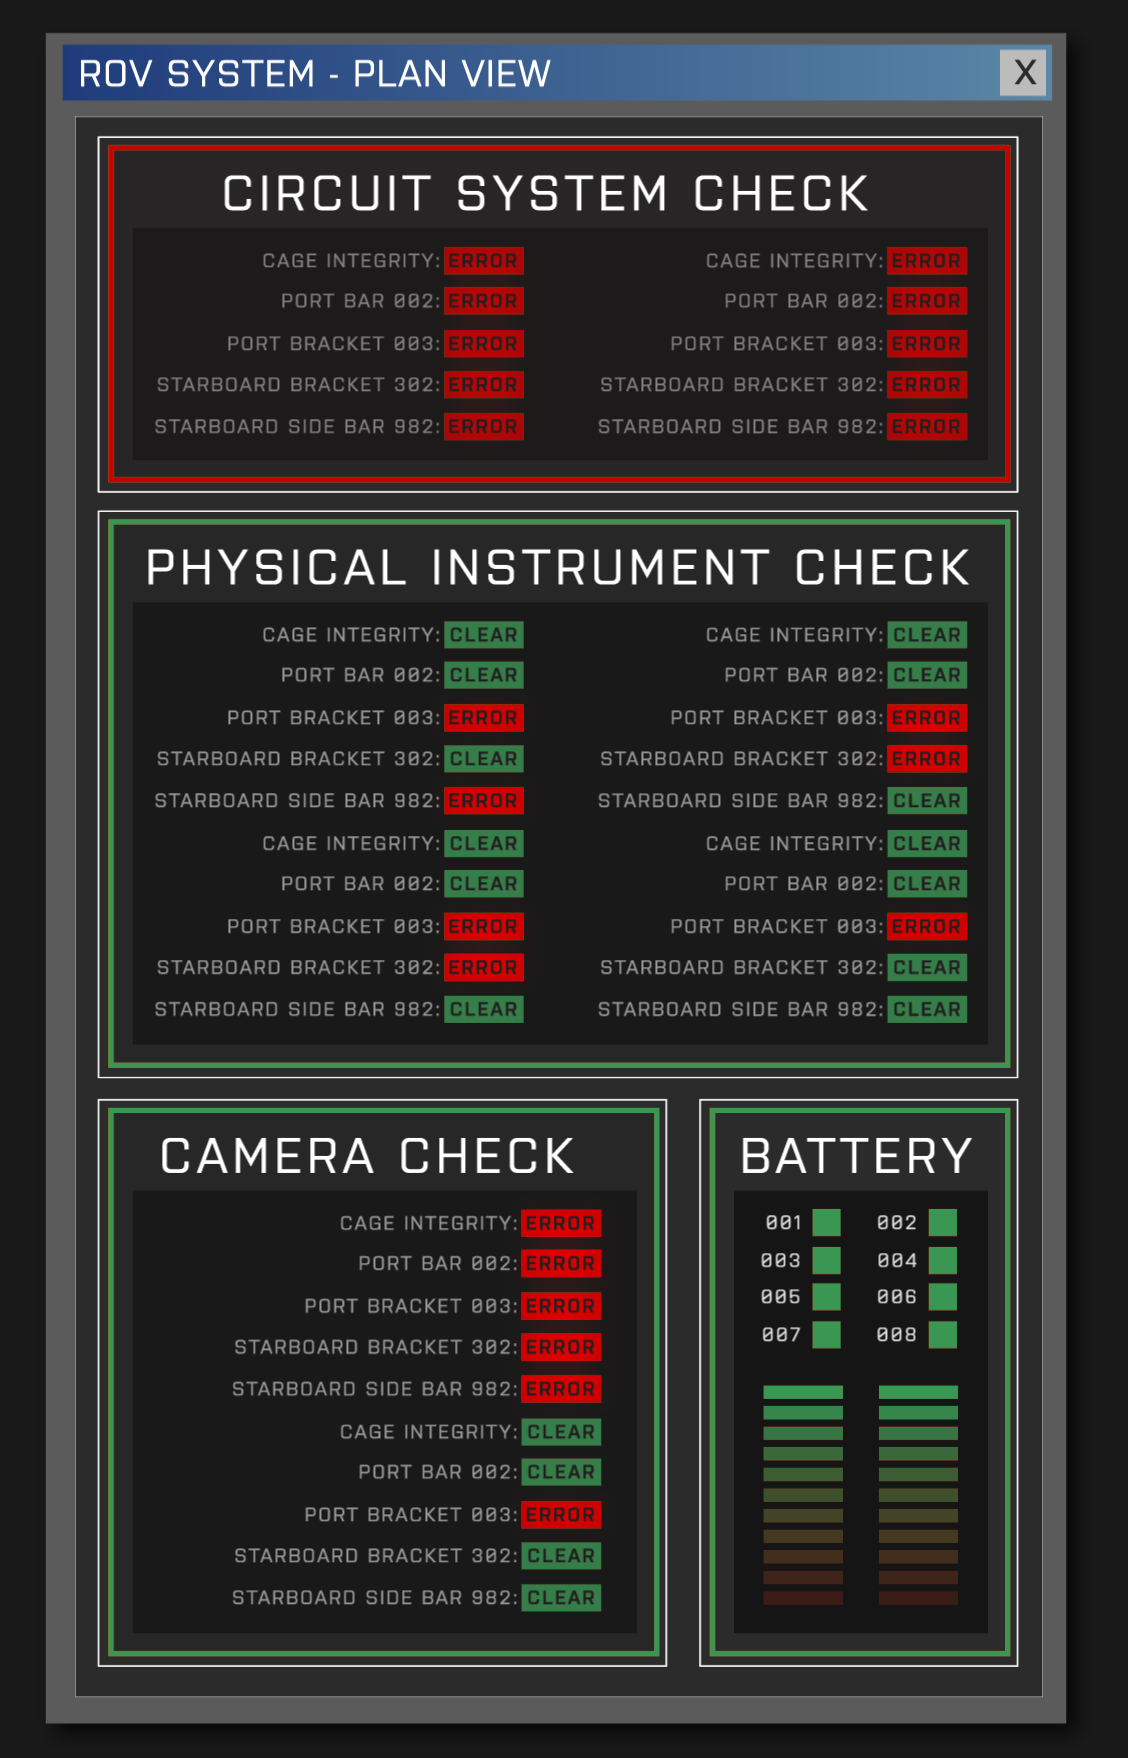 ROV SYSTEM - PLAN VIEW X
CIRCUIT SYSTEM CHECK
CAGE INTEGRITY: ERROR CAGE INTEGRITY: ERROR
PORT BAR 002: ERROR PORT BAR 002: ERROR
PORT BRACKET 003: ERROR PORT BRACKET 003: ERROR
STARBOARD BRACKET 302: ERROR STARBOARD BRACKET 302: ERROR
STARBOARD SIDE BAR 982: ERROR STARBOARD SIDE BAR 982: ERROR
PHYSICAL INSTRUMENT CHECK
CAGE INTEGRITY: CLEAR CAGE INTEGRITY: CLEAR
PORT BAR 002: CLEAR PORT BAR 002: CLEAR
PORT BRACKET 003: ERROR PORT BRACKET 003: ERROR
STARBOARD BRACKET 302: CLEAR STARBOARD BRACKET 302: ERROR
STARBOARD SIDE BAR 982: ERROR STARBOARD SIDE BAR 982: CLEAR
CAGE INTEGRITY: CLEAR CAGE INTEGRITY: CLEAR
PORT BAR 002: CLEAR PORT BAR 002: CLEAR
PORT BRACKET 003: ERROR PORT BRACKET 003: ERROR
STARBOARD BRACKET 302: ERROR STARBOARD BRACKET 302: CLEAR
STARBOARD SIDE BAR 982: CLEAR STARBOARD SIDE BAR 982: CLEAR
CAMERA CHECK
CAGE INTEGRITY: ERROR
PORT BAR 002: ERROR
PORT BRACKET 003: ERROR
STARBOARD BRACKET 302: ERROR
STARBOARD SIDE BAR 982: ERROR
CAGE INTEGRITY: CLEAR
PORT BAR 002: CLEAR
PORT BRACKET 003: ERROR
STARBOARD BRACKET 302: CLEAR
STARBOARD SIDE BAR 982: CLEAR
BATTERY
001 002
003 004
005 006
007 008